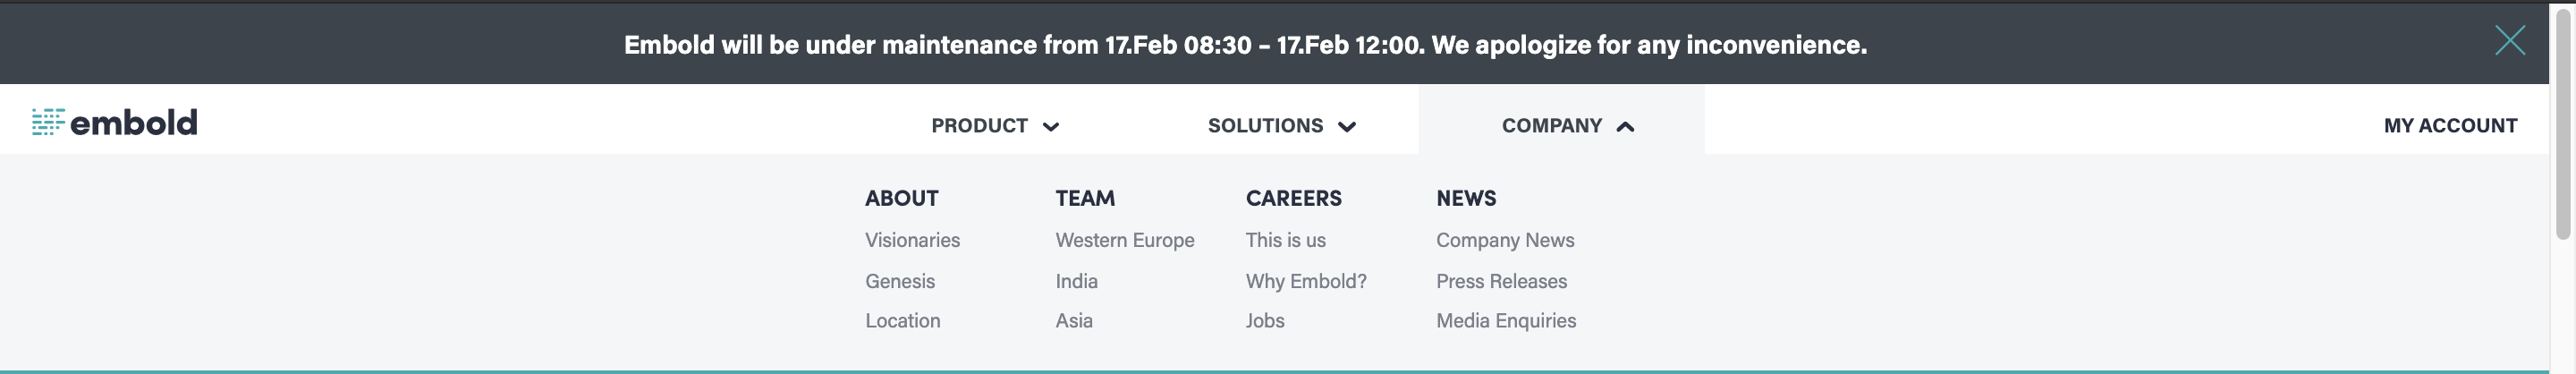 Embold will be under maintenance from 17.Feb 08:30 – 17.Feb 12:00. We apologize for any inconvenience.
embold
PRODUCT
SOLUTIONS
COMPANY
MY ACCOUNT
ABOUT
Visionaries
Genesis
Location
TEAM
Western Europe
India
Asia
CAREERS
This is us
Why Embold?
Jobs
NEWS
Company News
Press Releases
Media Enquiries